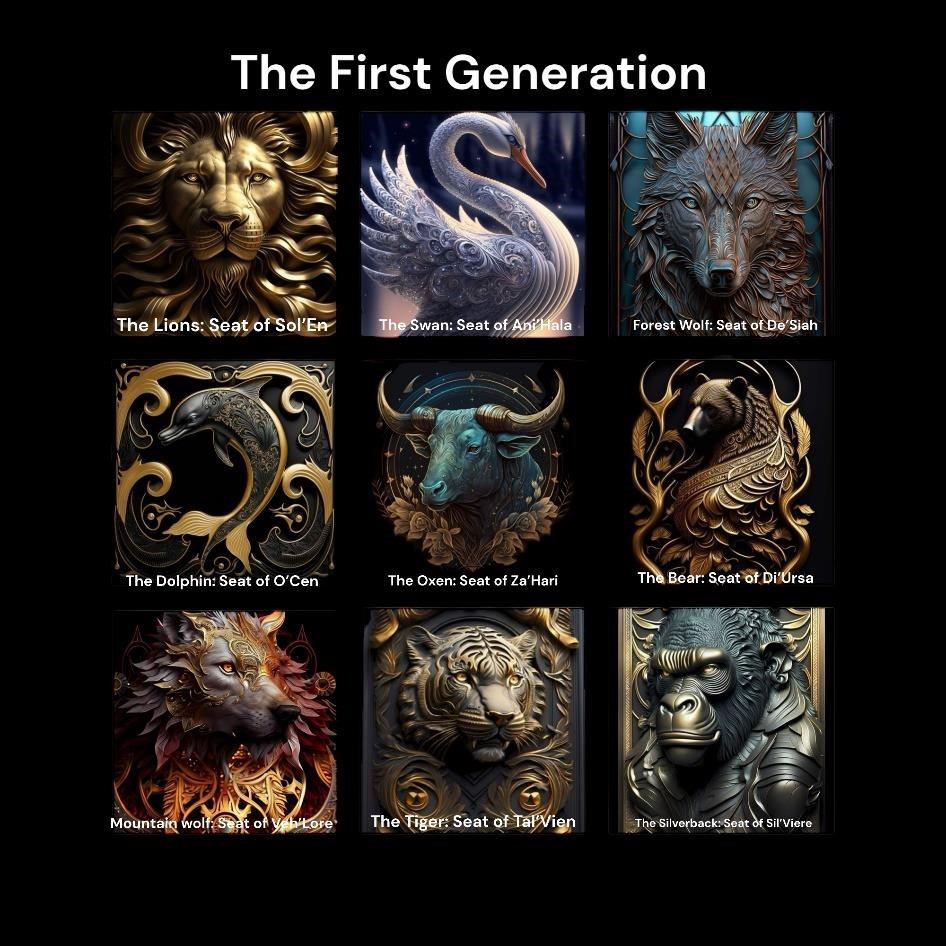 The First Generation
The Lions: Seat of Sol'En
The Swan: Seat of Ani'Hala
Forest Wolf: Seat of De'Siah
The Dolphin: Seat of O'Cen
The Oxen: Seat of Za'Hari
The Bear: Seat of Di'Ursa
Mountain wolf: Seat of Veh'Lore
The Tiger: Seat of Tal'Vien
The Silverback: Seat of Sil'Viere